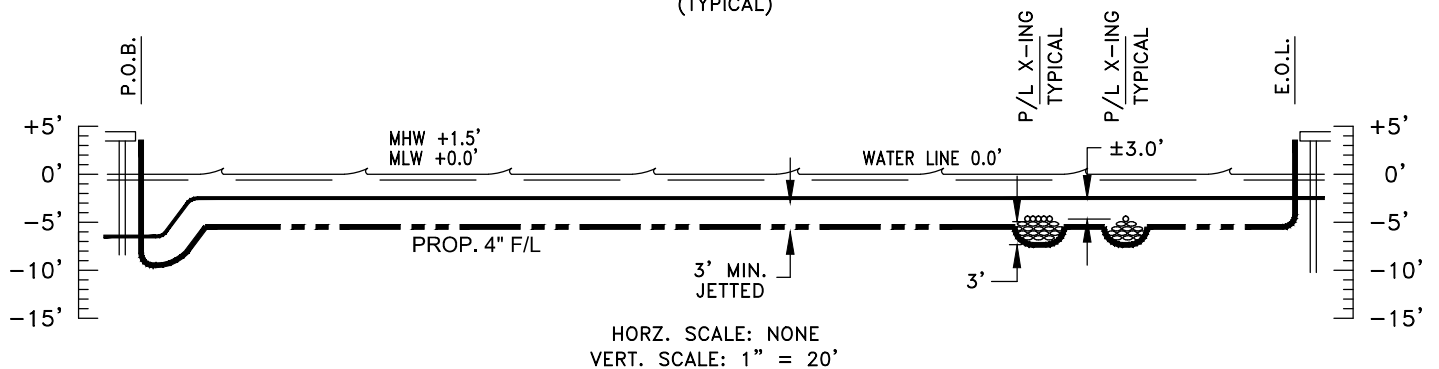 (TYPICAL)
P.O.B.
P/L X-ING
TYPICAL
P/L X-ING
TYPICAL
E.O.L.
+5'
0'
-5'
-10'
-15'
MHW +1.5'
MLW +0.0'
WATER LINE 0.0'
±3.0'
+5'
0'
-5'
-10'
-15'
PROP. 4" F/L
3' MIN.
JETTED
3'
HORZ. SCALE: NONE
VERT. SCALE: 1" = 20'